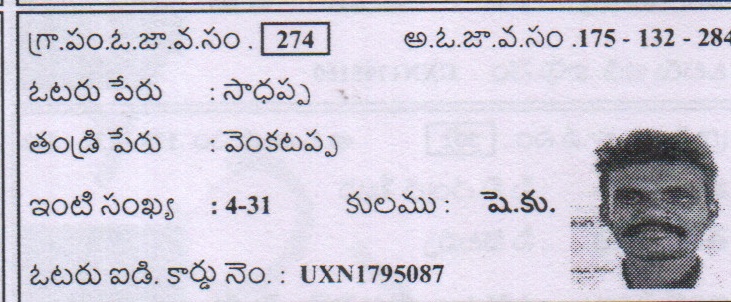 గ్రా.పం.ఓ.జా.వ.సం . 274 అ.ఓ.జా.వ.సం .175 - 132 - 284
ఓటరు పేరు : సాధప్ప
తండ్రి పేరు : వెంకటప్ప
ఇంటి సంఖ్య : 4-31 కులము : షె.కు.
ఓటరు ఐడి. కార్డు నెం. : UXN1795087